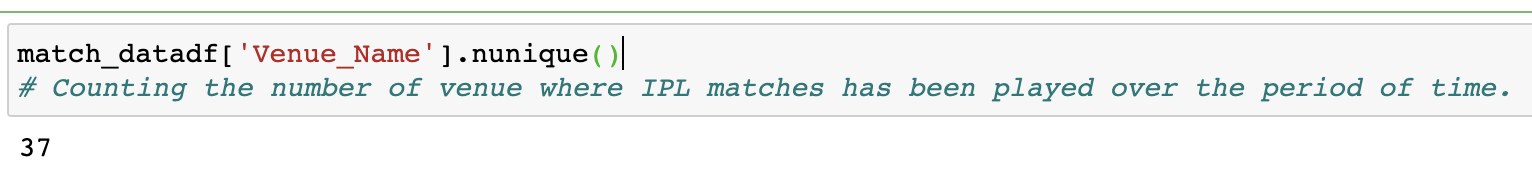 match_datadf['Venue_Name'].nunique()
# Counting the number of venue where IPL matches has been played over the period of time.
37